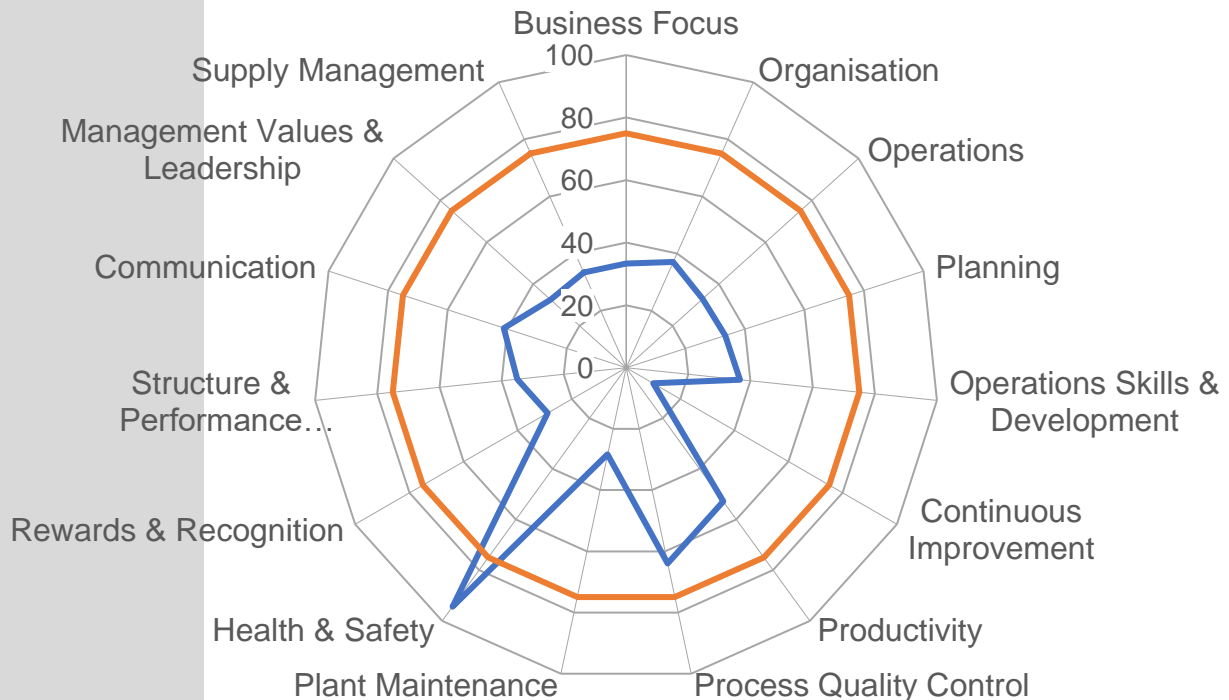 Business Focus
100
80
60
40
20
0
Organisation
Operations
Planning
Operations Skills &
Development
Continuous
Improvement
Productivity
Process Quality Control
Plant Maintenance
Health & Safety
Rewards & Recognition
Structure &
Performance…
Communication
Management Values &
Leadership
Supply Management